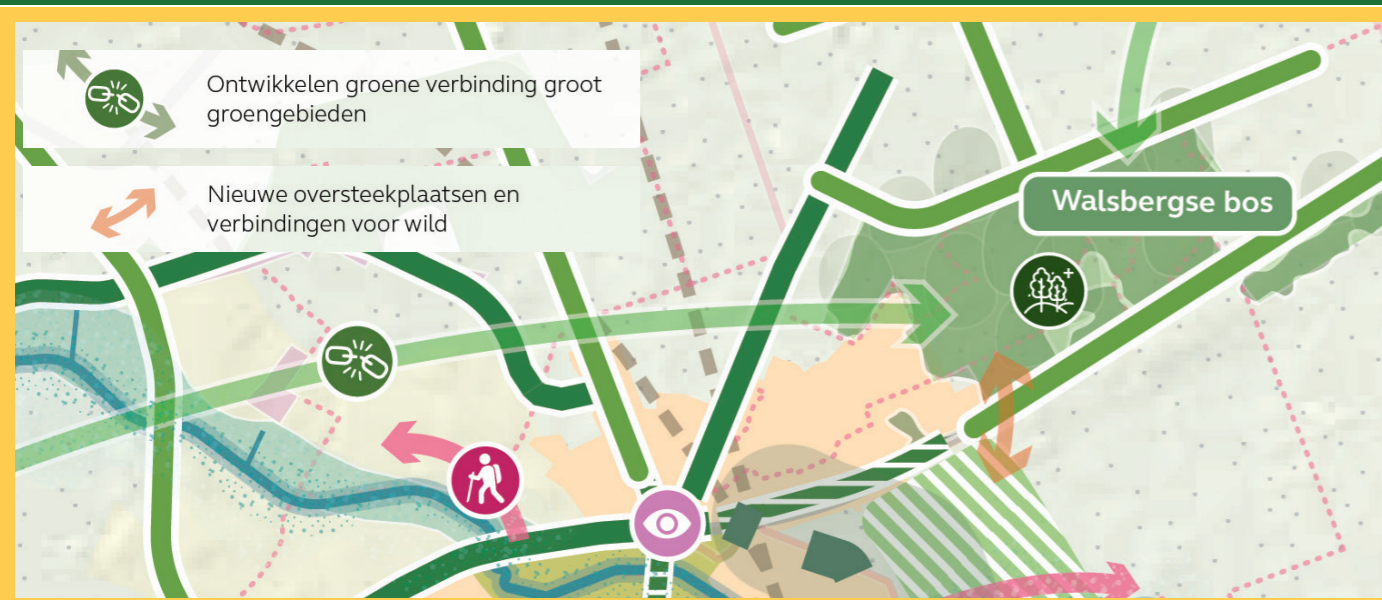 Ontwikkelen groene verbinding groot
groengebieden
Nieuwe oversteekplaatsen en
verbindingen voor wild
Walsbergse bos